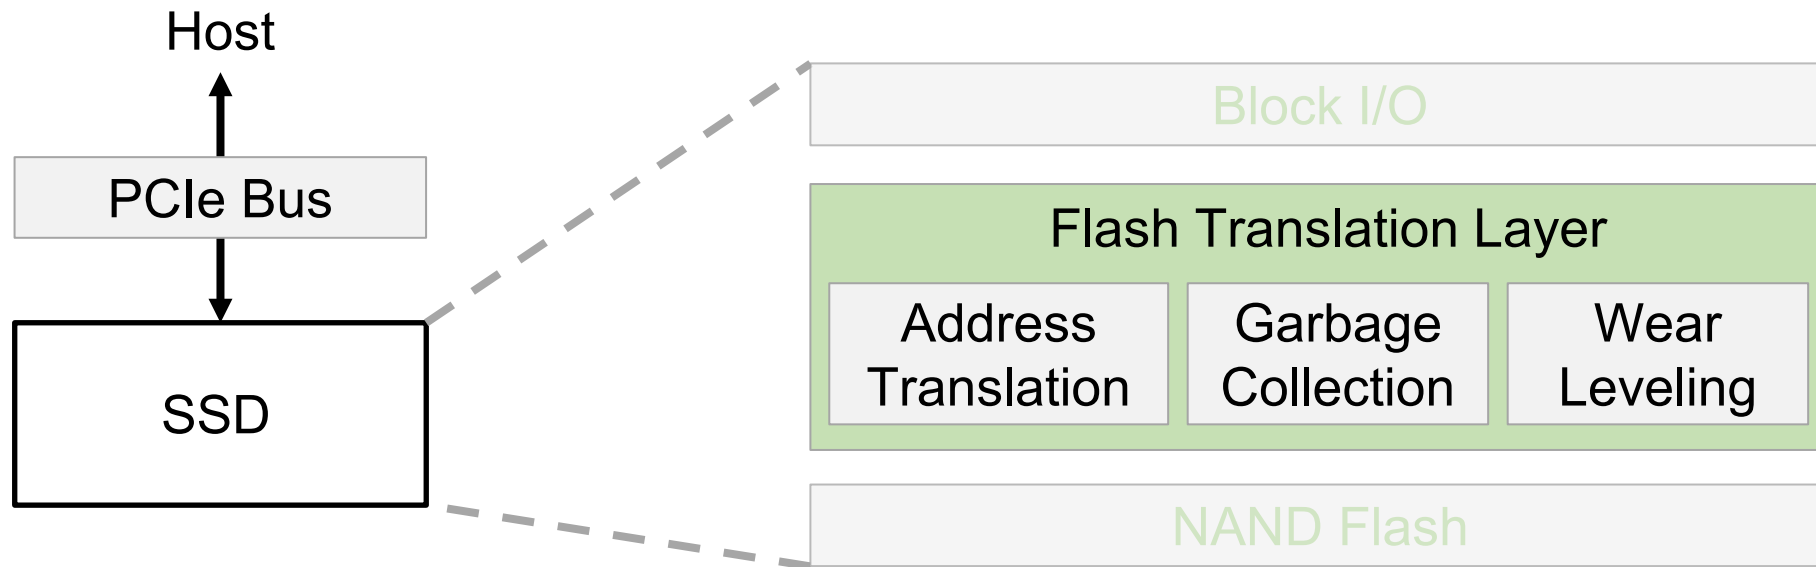 Host
PCIe Bus
SSD
Block I/O
Flash Translation Layer
Address
Translation
Garbage
Collection
Wear
Leveling
NAND Flash